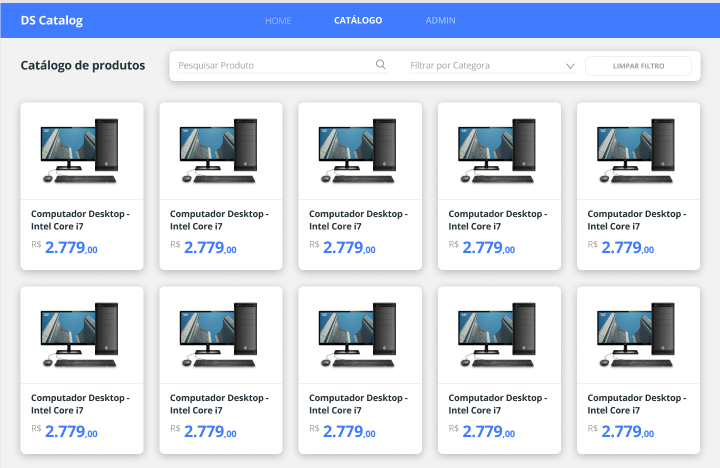 DS Catalog HOME CATÁLOGO ADMIN
Catálogo de produtos Pesquisar Produto Filtrar por Categora LIMPAR FILTRO
Computador Desktop - Computador Desktop - Computador Desktop - Computador Desktop - Computador Desktop -
Intel Core i7 Intel Core i7 Intel Core i7 Intel Core i7 Intel Core i7
R$ 2.779,00 R$ 2.779,00 R$ 2.779,00 R$ 2.779,00 R$ 2.779,00
Computador Desktop - Computador Desktop - Computador Desktop - Computador Desktop - Computador Desktop -
Intel Core i7 Intel Core i7 Intel Core i7 Intel Core i7 Intel Core i7
R$ 2.779,00 R$ 2.779,00 R$ 2.779,00 R$ 2.779,00 R$ 2.779,00